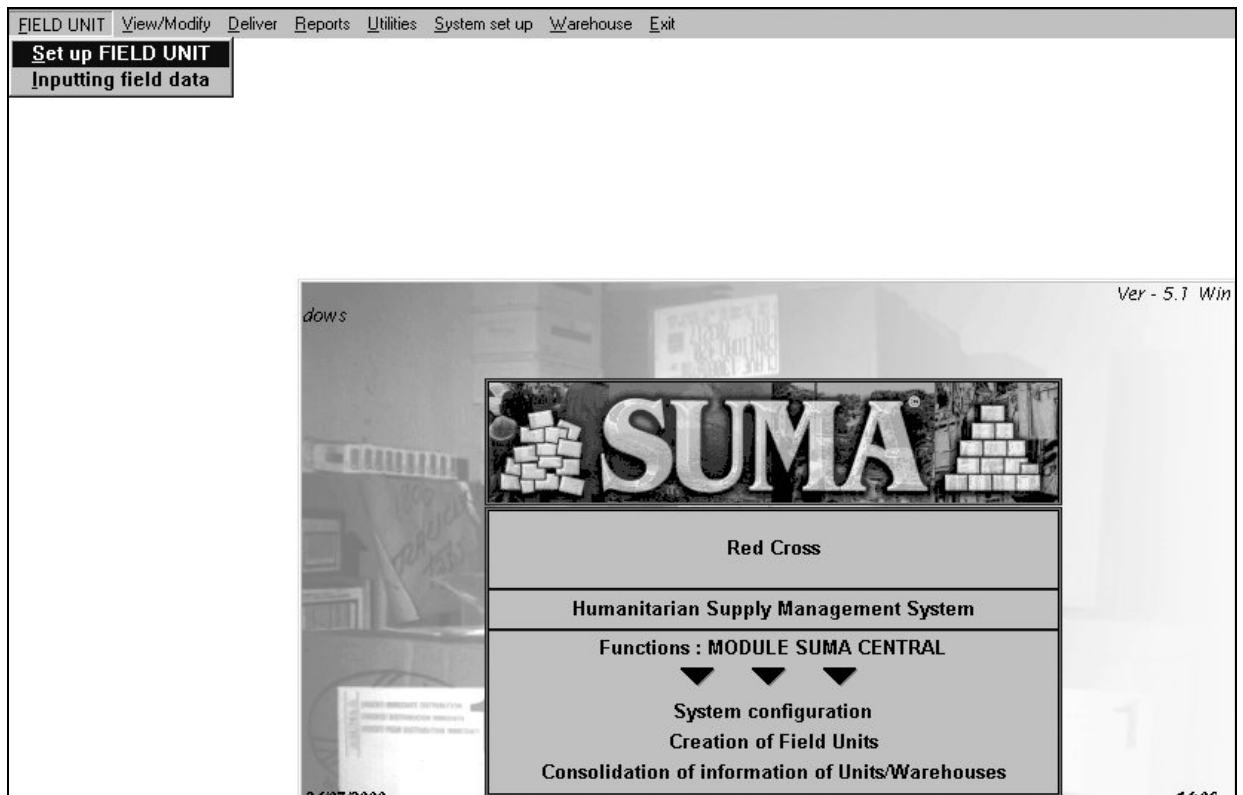 FIELD UNIT View/Modify Deliver Reports Utilities System set up Warehouse Exit
Set up FIELD UNIT
Inputting field data
Ver - 5.1 Win
dows
SUMA
Red Cross
Humanitarian Supply Management System
Functions : MODULE SUMA CENTRAL
System configuration
Creation of Field Units
Consolidation of information of Units/Warehouses